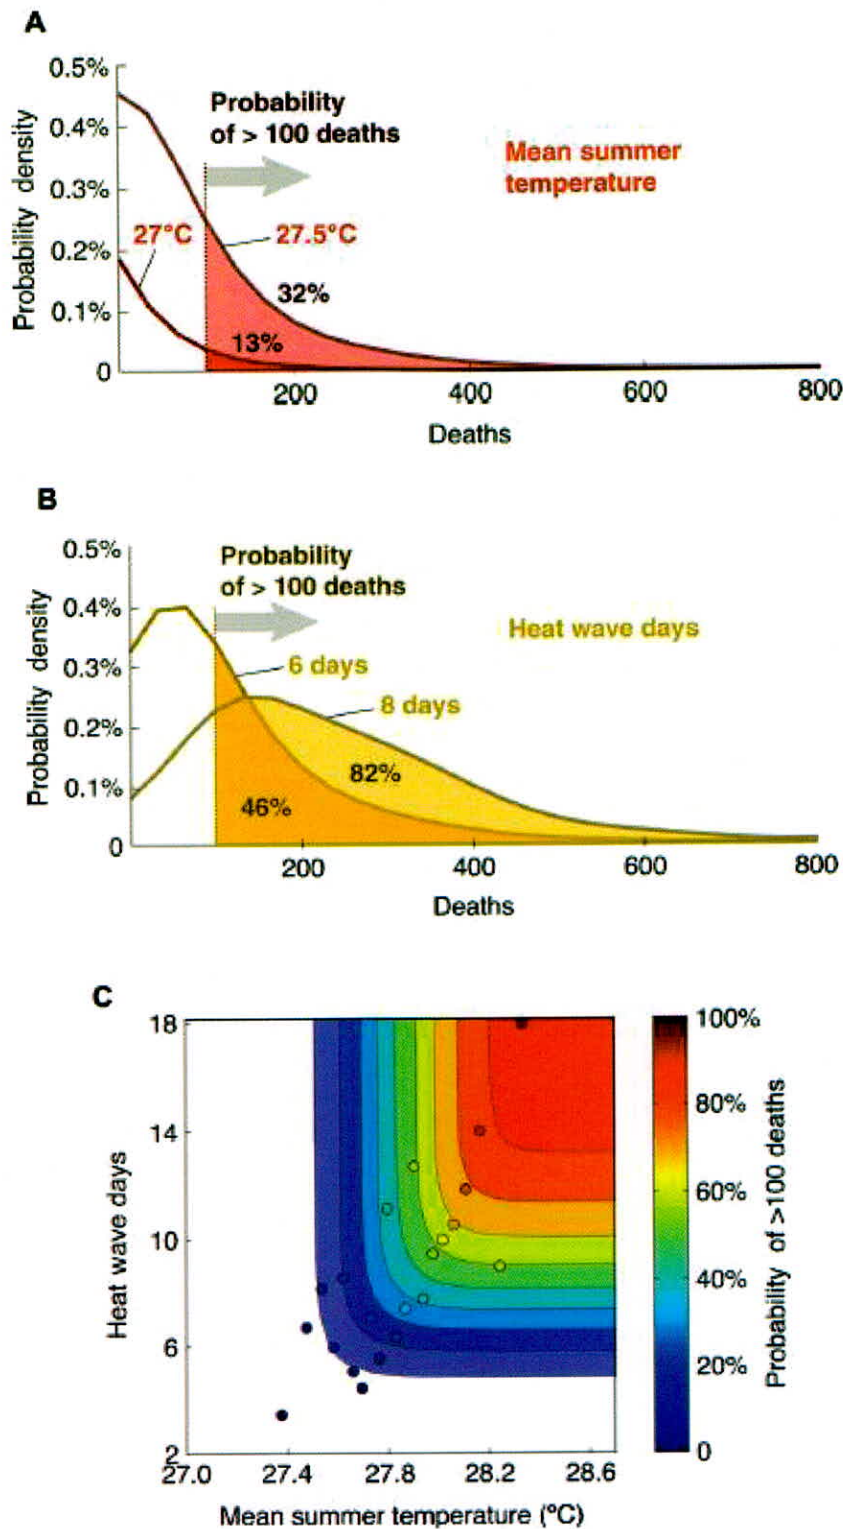 A
0.5%
0.4%
0.3%
0.2%
0.1%
0
Probability density
Probability
of > 100 deaths
Mean summer
temperature
27°C
27.5°C
32%
13%
200
400
600
800
Deaths
B
0.5%
0.4%
0.3%
0.2%
0.1%
0
Probability density
Probability
of > 100 deaths
Heat wave days
6 days
8 days
82%
46%
200
400
600
800
Deaths
C
18
14
10
6
2
Heat wave days
27.0
27.4
27.8
28.2
28.6
Mean summer temperature (°C)
100%
80%
60%
40%
20%
0
Probability of >100 deaths